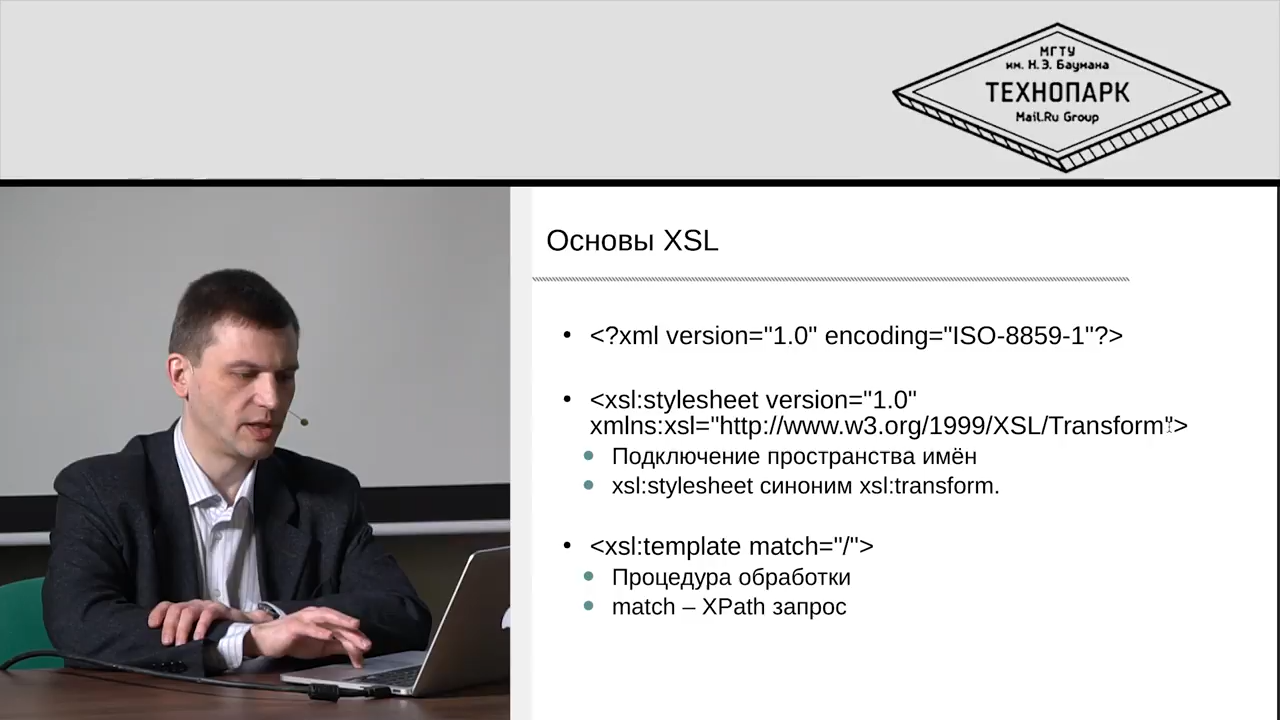 МГТУ
им. Н.Э. Баумана
ТЕХНОПАРК
Mail.Ru Group
Основы XSL
<?xml version="1.0" encoding="ISO-8859-1"?>
<xsl:stylesheet version="1.0"
xmlns:xsl="http://www.w3.org/1999/XSL/Transform">
Подключение пространства имён
xsl:stylesheet синоним xsl:transform.
<xsl:template match="/">
Процедура обработки
match – XPath запрос